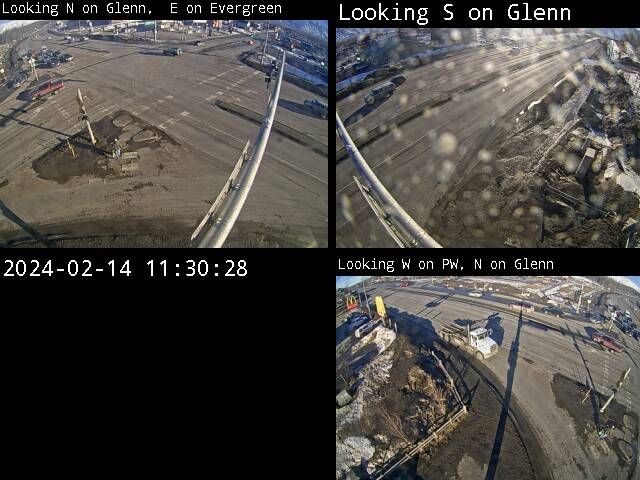 Looking N on Glenn,  E on Evergreen
Looking S on Glenn
2024-02-14 11:30:28
Looking W on PW, N on Glenn